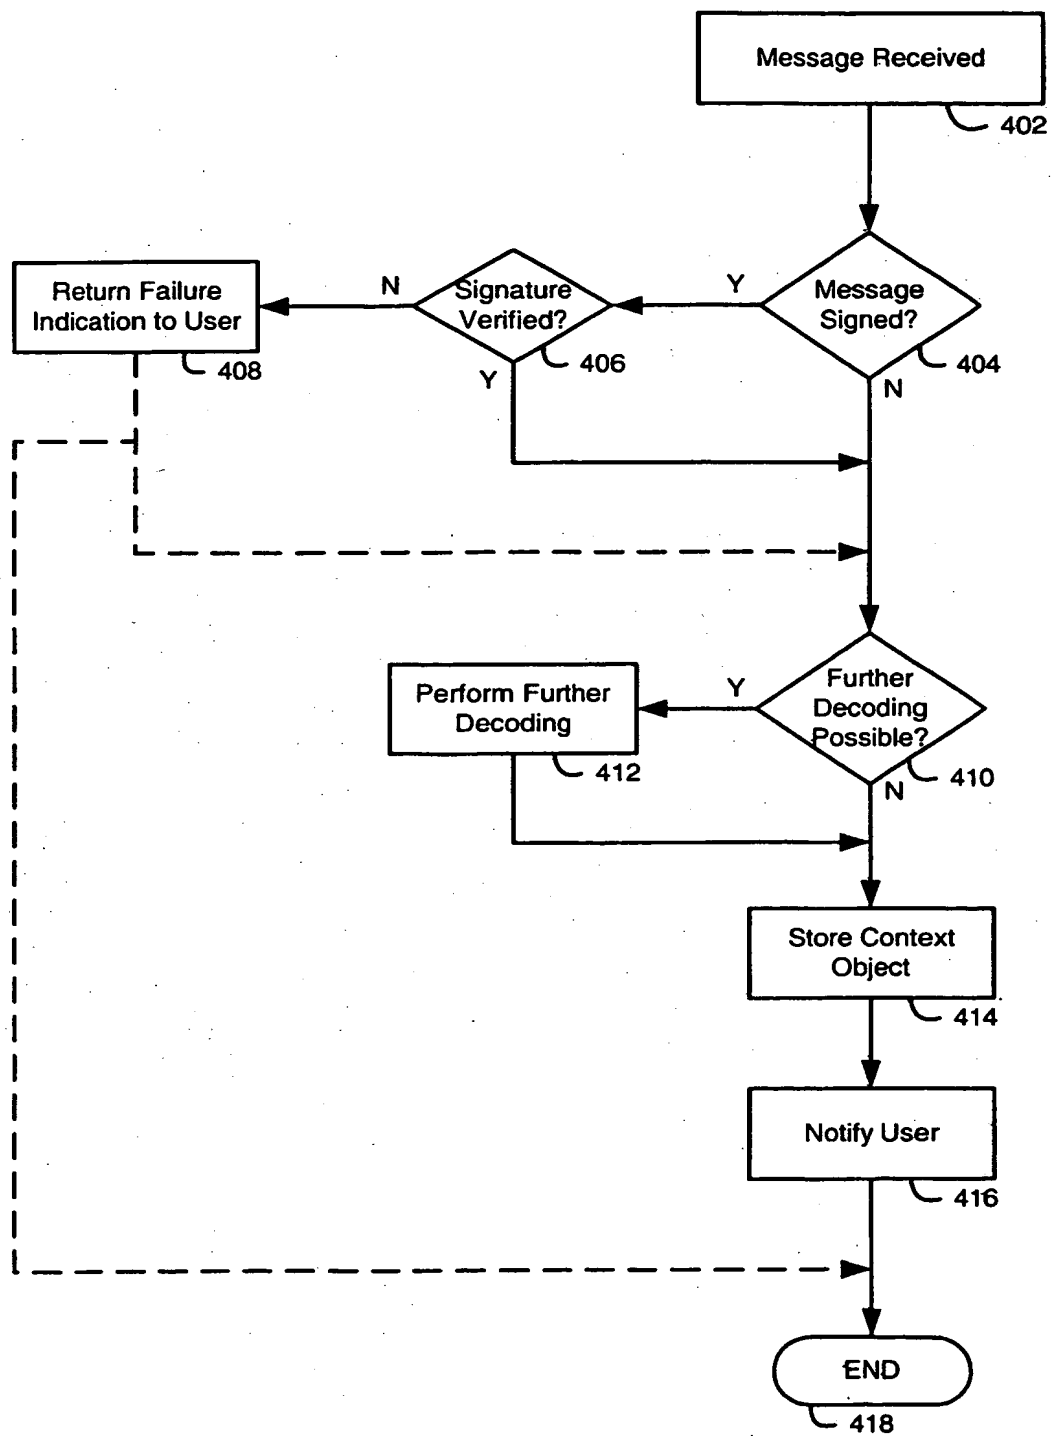 Message Received
402
Return Failure
Indication to User
408
N
Signature
Verified?
406
Y
Y
Message
Signed?
404
N
Perform Further
Decoding
412
Y
Further
Decoding
Possible?
410
N
Store Context
Object
414
Notify User
416
END
418